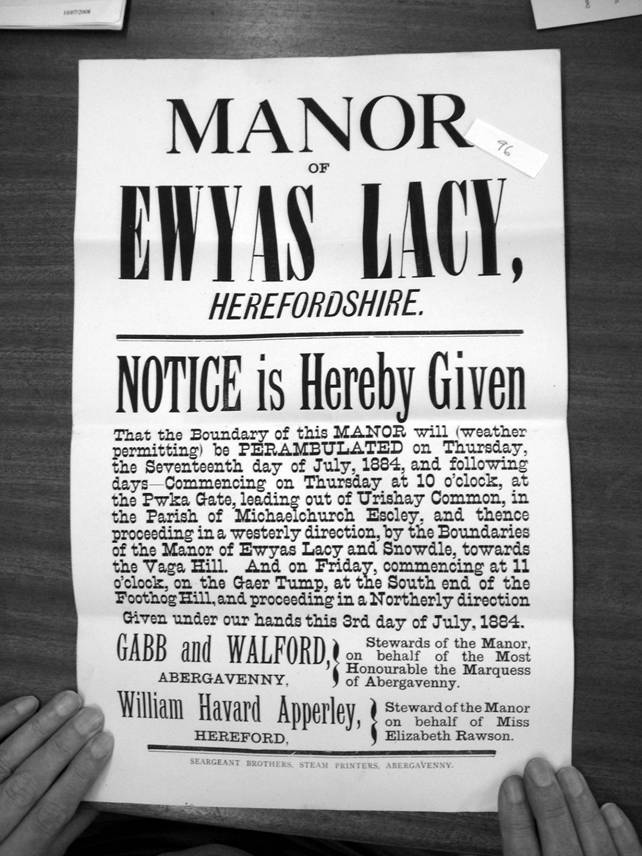 10/07/2008
MANOR
96
OF
EWYAS LACY,
HEREFORDSHIRE.
NOTICE is Hereby Given
That the Boundary of this MANOR will (weather
permitting) be PERAMBULATED on Thursday,
the Seventeenth day of July, 1884, and following
days—Commencing on Thursday at 10 o'clock, at
the Pwka Gate, leading out of Urishay Common, in
the Parish of Michaelchurch Escley, and thence
proceeding in a westerly direction, by the Boundaries
of the Manor of Ewyas Lacy and Snowdle, towards
the Vaga Hill. And on Friday, commencing at 11
o'clock, on the Gaer Tump, at the South end of the
Foothog Hill, and proceeding in a Northerly direction
Given under our hands this 3rd day of July, 1884.
GABB and WALFORD,
ABERGAVENNY,
Stewards of the Manor,
on behalf of the Most
Honourable the Marquess
of Abergavenny.
William Havard Apperley,
HEREFORD,
Steward of the Manor
on behalf of Miss
Elizabeth Rawson.
SEARGEANT BROTHERS, STEAM PRINTERS, ABERGAVENNY.